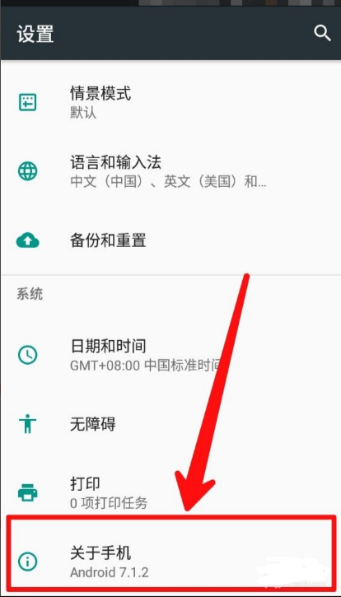 设置
情景模式
默认
语言和输入法
中文（中国）、英文（美国）和...
备份和重置
系统
日期和时间
GMT+08:00 中国标准时间
无障碍
打印
0 项打印任务
关于手机
Android 7.1.2